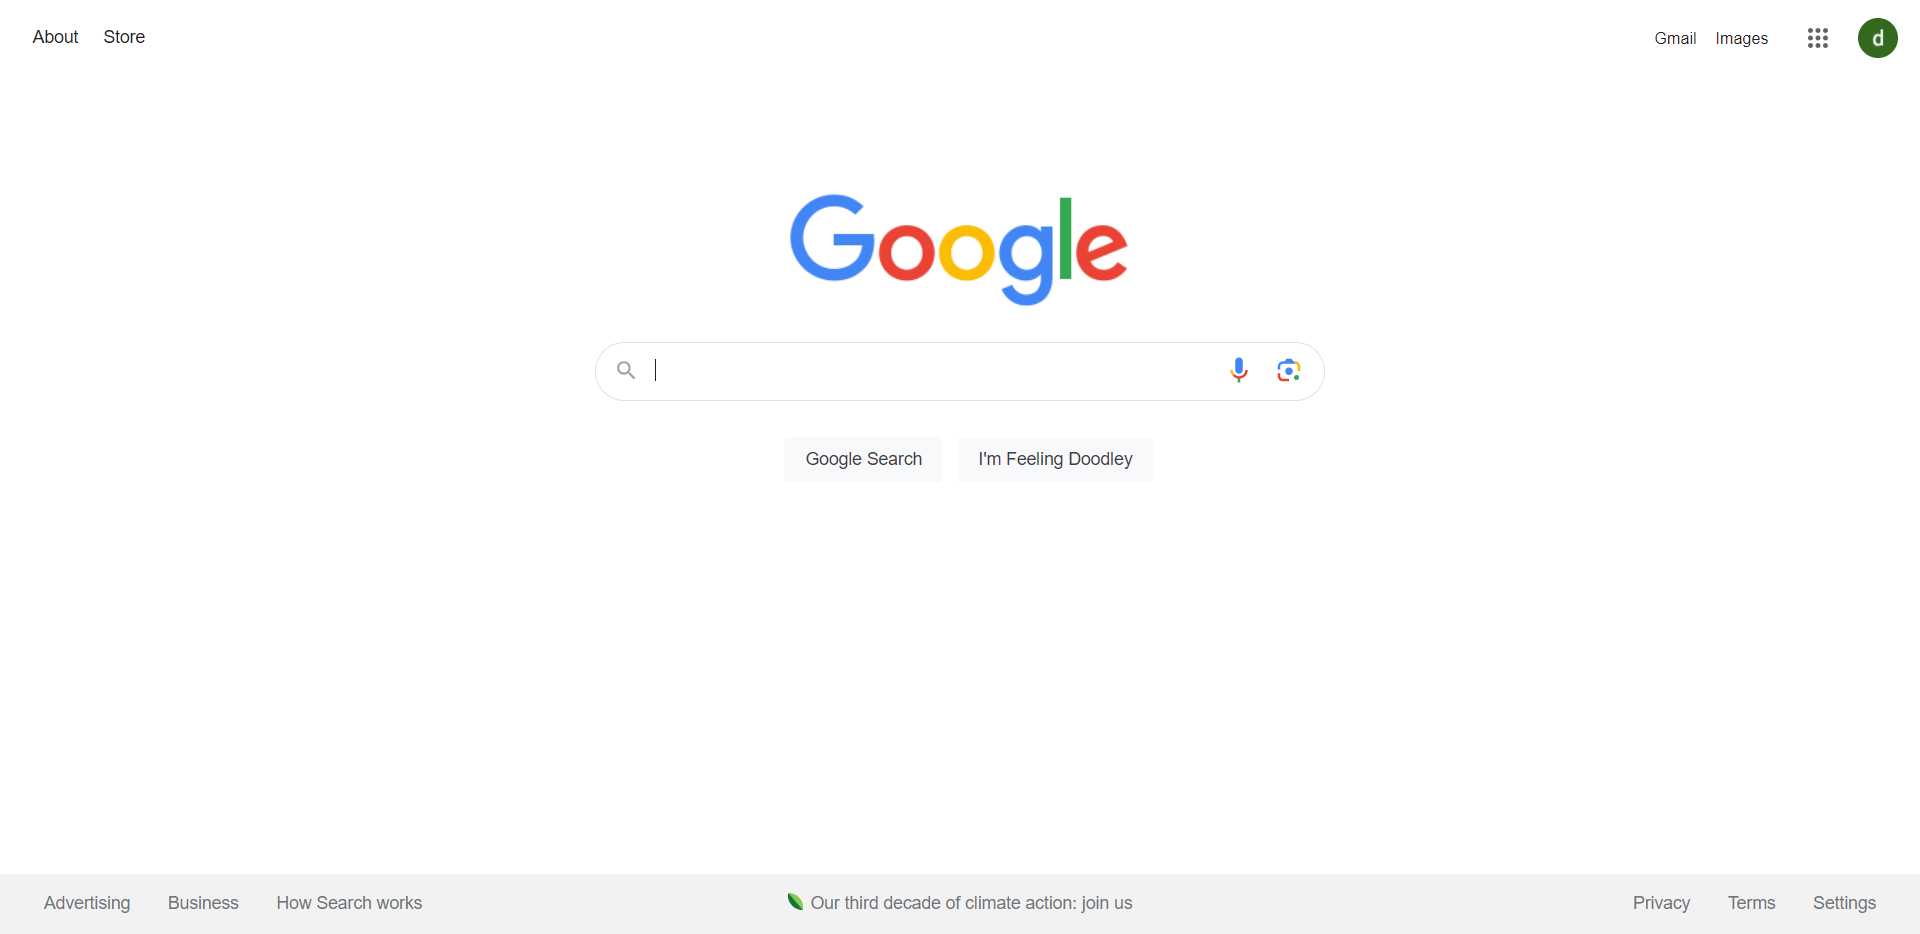 About Store
Gmail Images
d
Google
Google Search I'm Feeling Doodley
Advertising Business How Search works
Our third decade of climate action: join us
Privacy Terms Settings